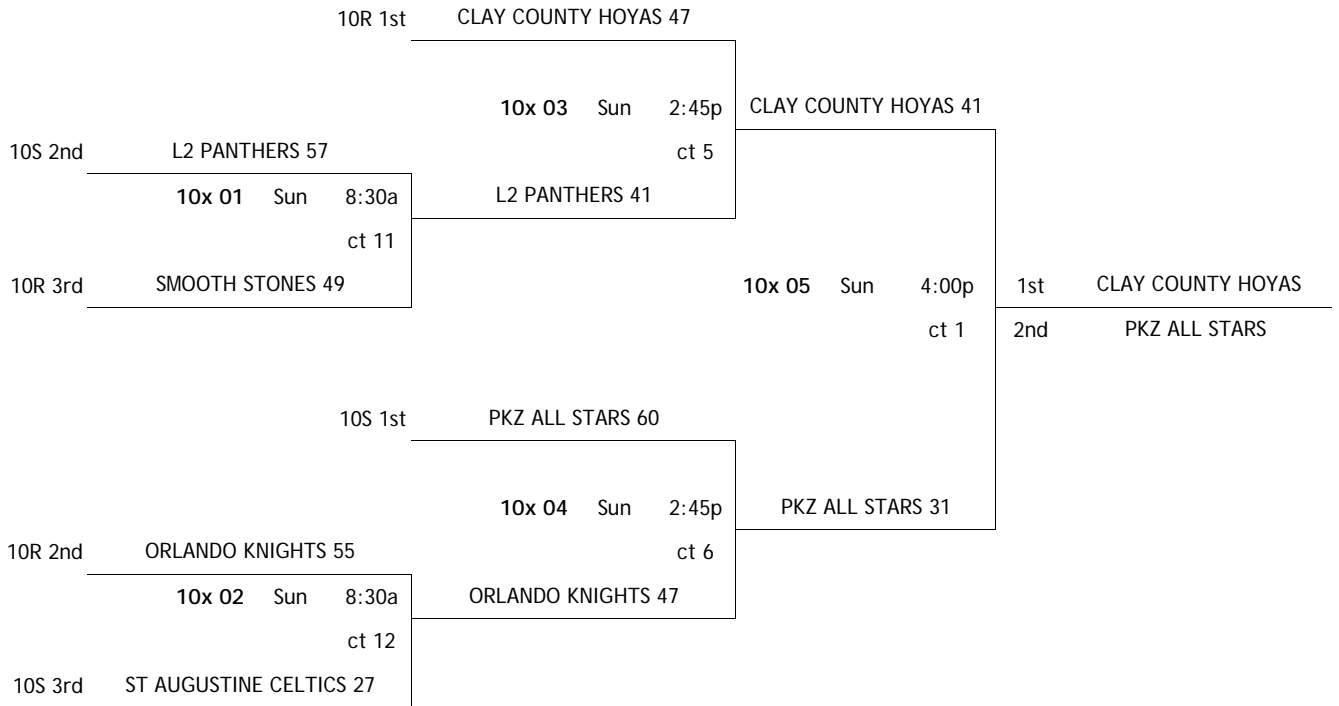 10R 1st CLAY COUNTY HOYAS 47
10x 03 Sun 2:45p CLAY COUNTY HOYAS 41
10S 2nd L2 PANTHERS 57 ct 5
10x 01 Sun 8:30a L2 PANTHERS 41
ct 11
10R 3rd SMOOTH STONES 49 10x 05 Sun 4:00p 1st CLAY COUNTY HOYAS
ct 1 2nd PKZ ALL STARS
10S 1st PKZ ALL STARS 60
10x 04 Sun 2:45p PKZ ALL STARS 31
10R 2nd ORLANDO KNIGHTS 55 ct 6
10x 02 Sun 8:30a ORLANDO KNIGHTS 47
ct 12
10S 3rd ST AUGUSTINE CELTICS 27